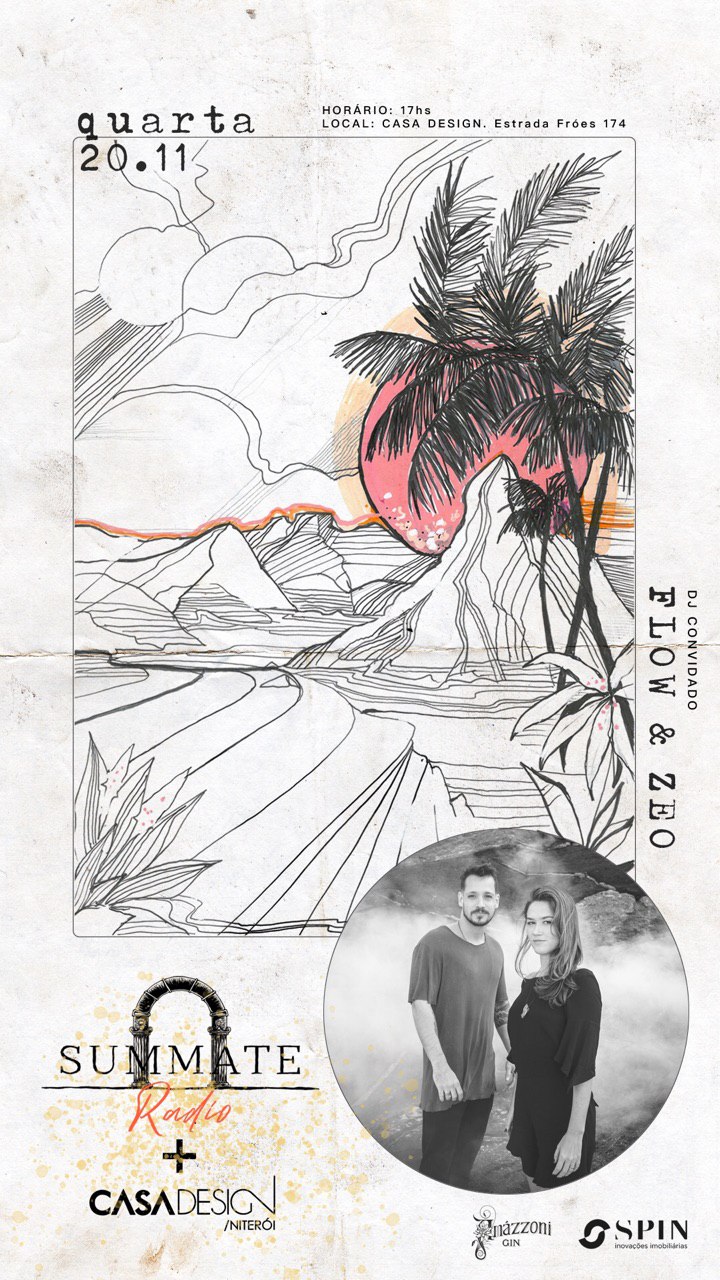 quarta
20.11
HORÁRIO: 17hs
LOCAL: CASA DESIGN. Estrada Fróes 174
DJ CONVIDADO
FLOW & ZEO
SUMMATE
Radio
+
CASADESIGN
/NITERÓI
Amázzoni
GIN
SPIN
inovações imobiliárias